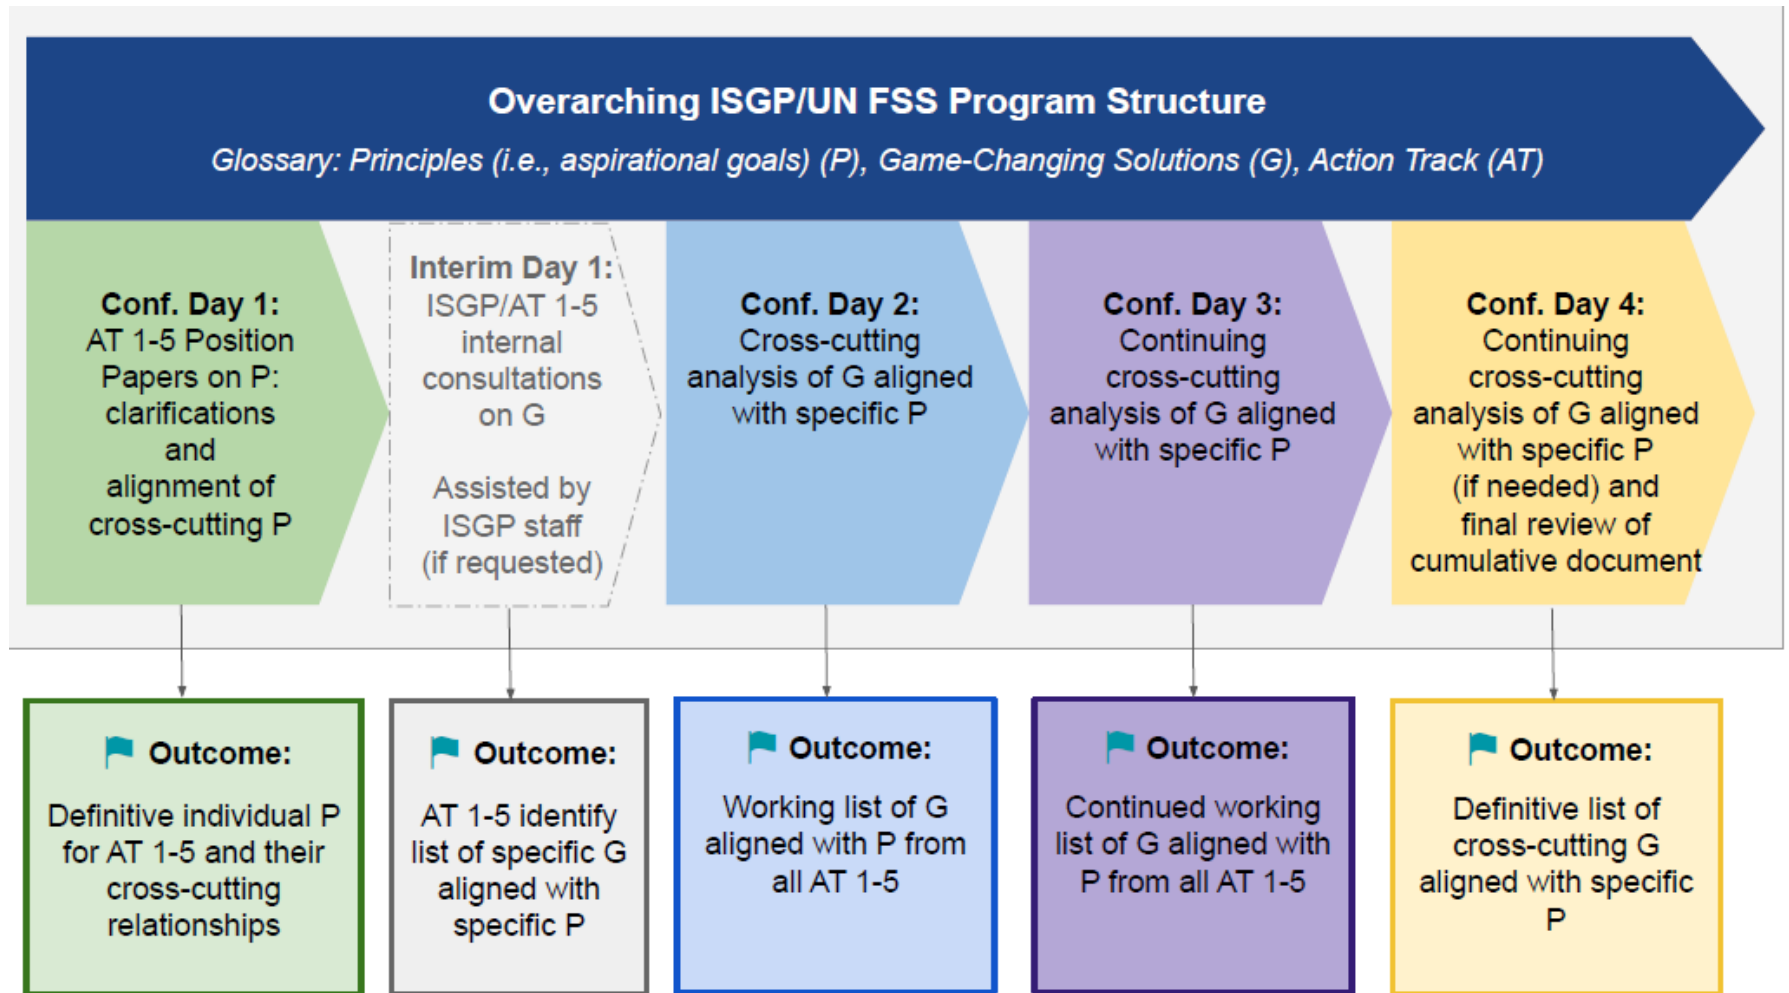 Overarching ISGP/UN FSS Program Structure
Glossary: Principles (i.e., aspirational goals) (P), Game-Changing Solutions (G), Action Track (AT)
Conf. Day 1:
AT 1-5 Position
Papers on P:
clarifications
and
alignment of
cross-cutting P
Interim Day 1:
ISGP/AT 1-5
internal
consultations
on G
Assisted by
ISGP staff
(if requested)
Conf. Day 2:
Cross-cutting
analysis of G aligned
with specific P
Conf. Day 3:
Continuing
cross-cutting
analysis of G aligned
with specific P
Conf. Day 4:
Continuing
cross-cutting
analysis of G aligned
with specific P
(if needed) and
final review of
cumulative document
Outcome:
Definitive individual P
for AT 1-5 and their
cross-cutting
relationships
Outcome:
AT 1-5 identify
list of specific G
aligned with
specific P
Outcome:
Working list of G
aligned with P from
all AT 1-5
Outcome:
Continued working
list of G aligned with
P from all AT 1-5
Outcome:
Definitive list of
cross-cutting G
aligned with specific
P